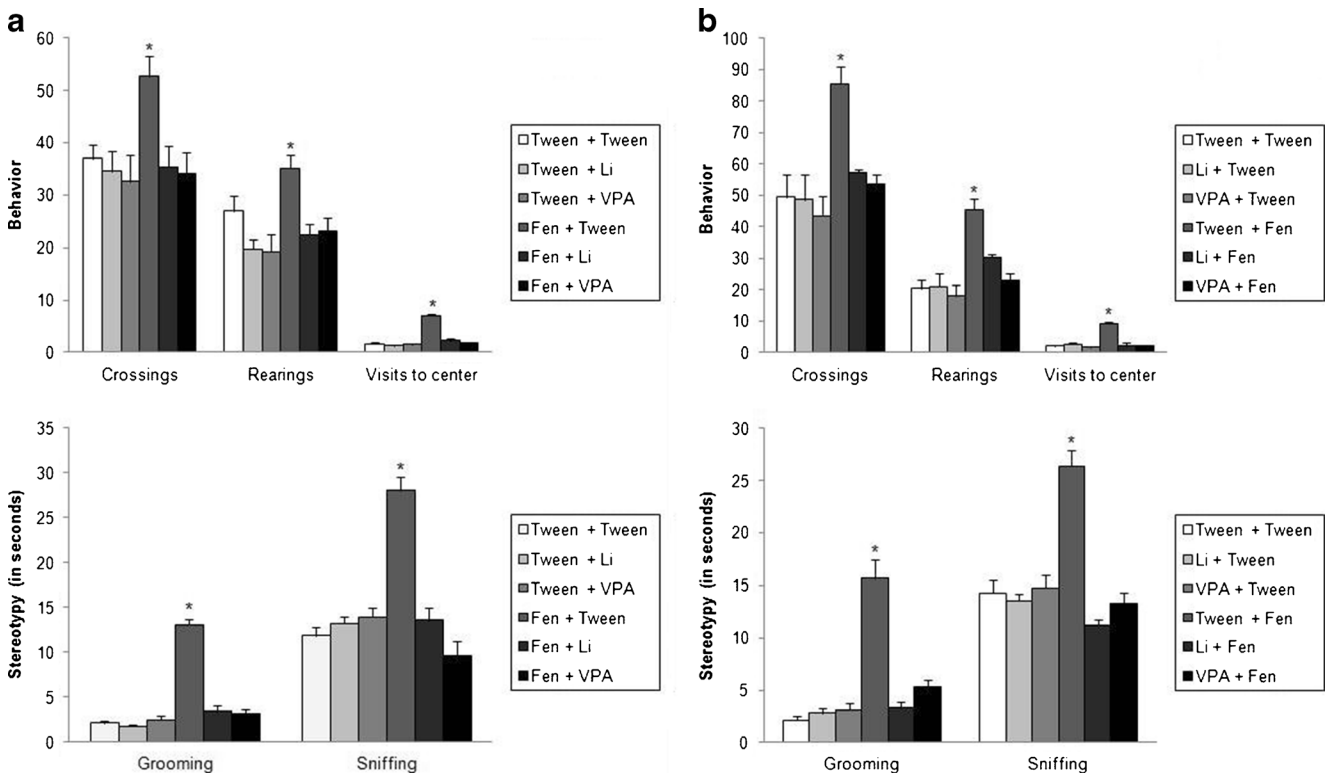 a
60
50
40
30
20
10
0
Behavior
*
*
*
Crossings Rearings Visits to center
Tween + Tween
Tween + Li
Tween + VPA
Fen + Tween
Fen + Li
Fen + VPA
35
30
25
20
15
10
5
0
Stereotypy (in seconds)
*
*
Grooming Sniffing
Tween + Tween
Tween + Li
Tween + VPA
Fen + Tween
Fen + Li
Fen + VPA
b
100
90
80
70
60
50
40
30
20
10
0
Behavior
*
*
*
Crossings Rearings Visits to center
Tween + Tween
Li + Tween
VPA + Tween
Tween + Fen
Li + Fen
VPA + Fen
30
25
20
15
10
5
0
Stereotypy (in seconds)
*
*
Grooming Sniffing
Tween + Tween
Li + Tween
VPA + Tween
Tween + Fen
Li + Fen
VPA + Fen